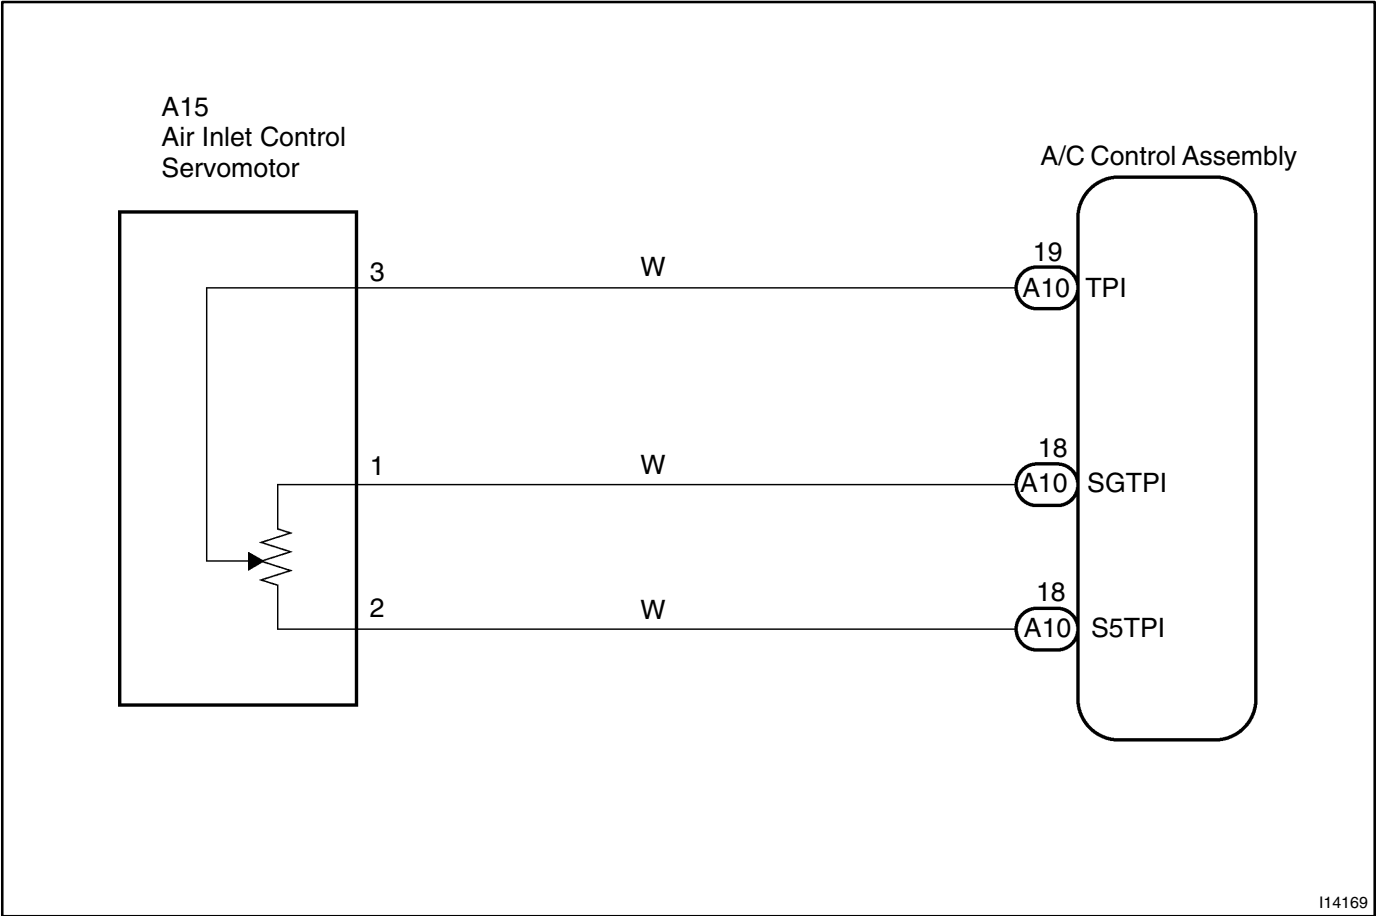 A15
Air Inlet Control
Servomotor
A/C Control Assembly
3
W
19
A10
TPI
1
W
18
A10
SGTPI
2
W
18
A10
S5TPI
I14169